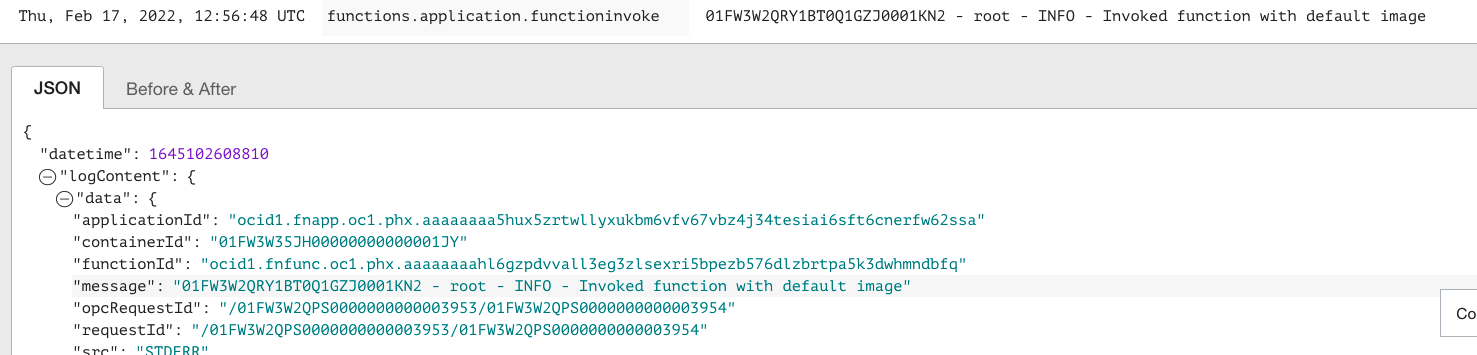 Thu, Feb 17, 2022, 12:56:48 UTC functions.application.functioninvoke 01FW3W2QRY1BT0Q1GZJ0001KN2 - root - INFO - Invoked function with default image
JSON Before & After
{
"datetime": 1645102608810
"logContent": {
"data": {
"applicationId": "ocid1.fnapp.oc1.phx.aaaaaaaa5hux5zrtwllyxukbm6vfv67vbz4j34tesiai6sft6cnerfw62ssa"
"containerId": "01FW3W35JH00000000000001JY"
"functionId": "ocid1.fnfunc.oc1.phx.aaaaaaaahl6gzpdvvall3eg3zlsexri5bpezb576dlzbrtpa5k3dwhmndbfq"
"message": "01FW3W2QRY1BT0Q1GZJ0001KN2 - root - INFO - Invoked function with default image"
"opcRequestId": "/01FW3W2QPS0000000000003953/01FW3W2QPS0000000000003954"
Co
"requestId": "/01FW3W2QPS0000000000003953/01FW3W2QPS0000000000003954"
"src": "STDERR"